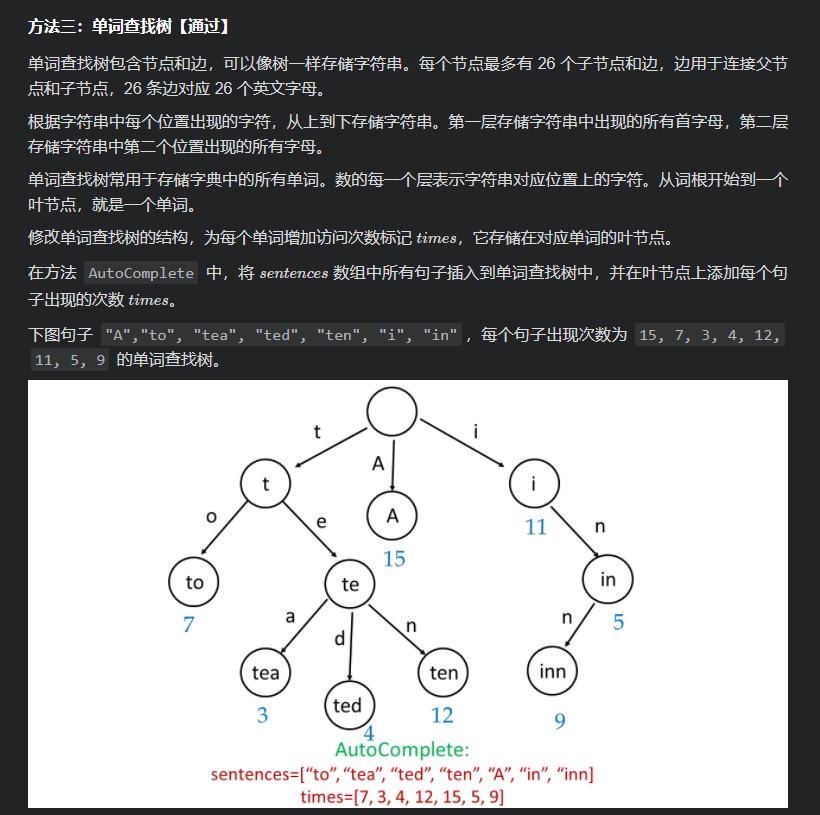 方法三：单词查找树【通过】
单词查找树包含节点和边，可以像树一样存储字符串。每个节点最多有 26 个子节点和边，边用于连接父节
点和子节点，26 条边对应 26 个英文字母。
根据字符串中每个位置出现的字符，从上到下存储字符串。第一层存储字符串中出现的所有首字母，第二层
存储字符串中第二个位置出现的所有字母。
单词查找树常用于存储字典中的所有单词。数的每一个层表示字符串对应位置上的字符。从词根开始到一个
叶节点，就是一个单词。
修改单词查找树的结构，为每个单词增加访问次数标记 times，它存储在对应单词的叶节点。
在方法 AutoComplete 中，将 sentences 数组中所有句子插入到单词查找树中，并在叶节点上添加每个句
子出现的次数 times。
下图句子 "A","to", "tea", "ted", "ten", "i", "in" ，每个句子出现次数为 15, 7, 3, 4, 12,
11, 5, 9 的单词查找树。
t
i
A
t
A
i
15
11
o
e
n
to
te
in
7
5
a
d
n
n
tea
ted
ten
inn
3
4
12
9
AutoComplete:
sentences=[“to”, “tea”, “ted”, “ten”, “A”, “in”, “inn]
times=[7, 3, 4, 12, 15, 5, 9]